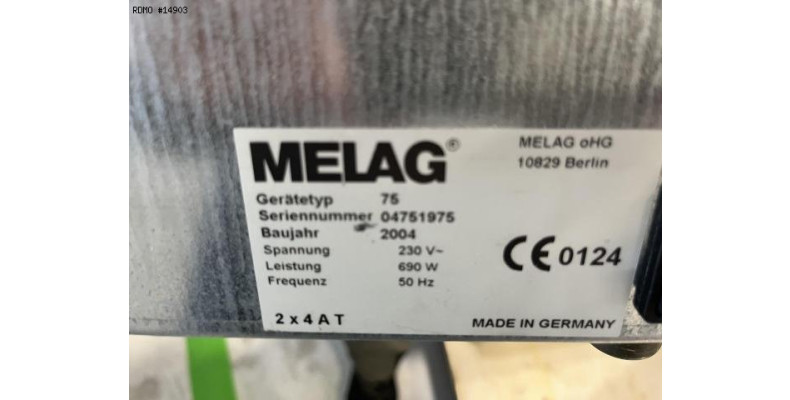 RDMO #14903
MELAG®
MELAG oHG
10829 Berlin
Gerätetyp 75
Seriennummer 04751975
Baujahr 2004
Spannung 230 V~
Leistung 690 W
Frequenz 50 Hz
CE 0124
2 x 4 A T
MADE IN GERMANY